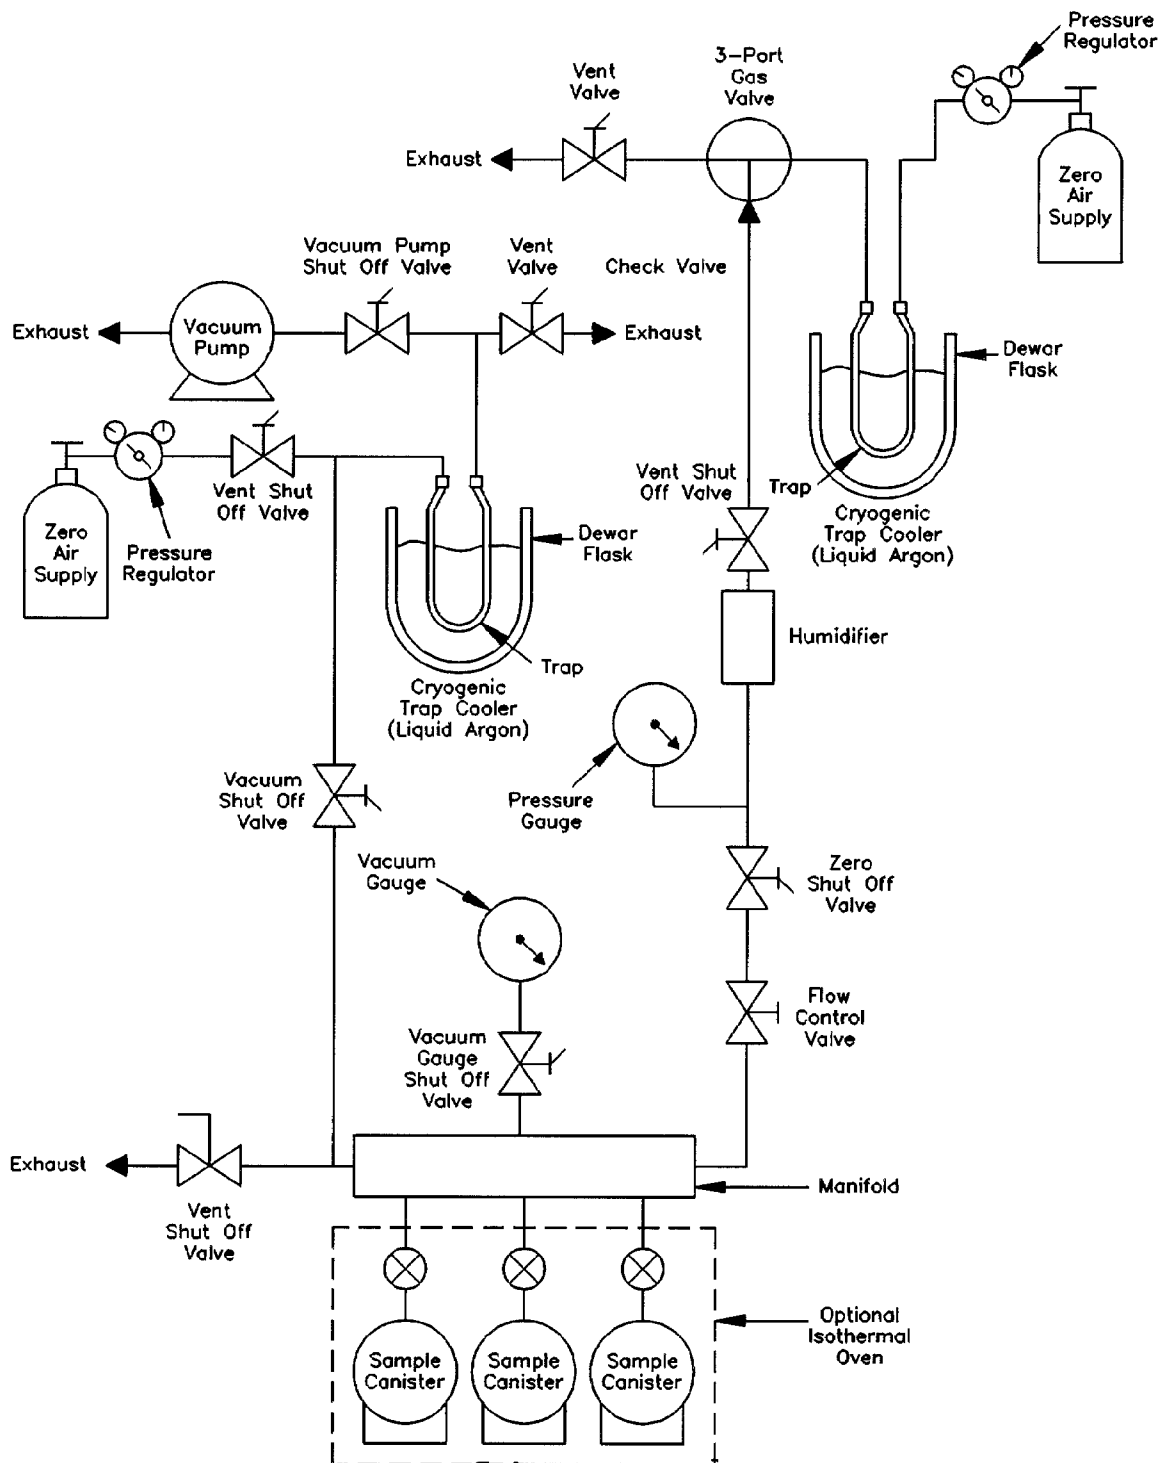 Pressure
Regulator
3-Port
Gas
Valve
Vent
Valve
Exhaust
Zero
Air
Supply
Vacuum Pump
Shut Off Valve
Vent
Valve
Check Valve
Exhaust
Vacuum
Pump
Exhaust
Dewar
Flask
Vent Shut
Off Valve
Trap
Cryogenic
Trap Cooler
(Liquid Argon)
Vent Shut
Off Valve
Zero
Air
Supply
Pressure
Regulator
Dewar
Flask
Trap
Cryogenic
Trap Cooler
(Liquid Argon)
Humidifier
Pressure
Gauge
Vacuum
Shut Off
Valve
Vacuum
Gauge
Zero
Shut Off
Valve
Flow
Control
Valve
Vacuum
Gauge
Shut Off
Valve
Exhaust
Vent
Shut Off
Valve
Manifold
Optional
Isothermal
Oven
Sample
Canister
Sample
Canister
Sample
Canister